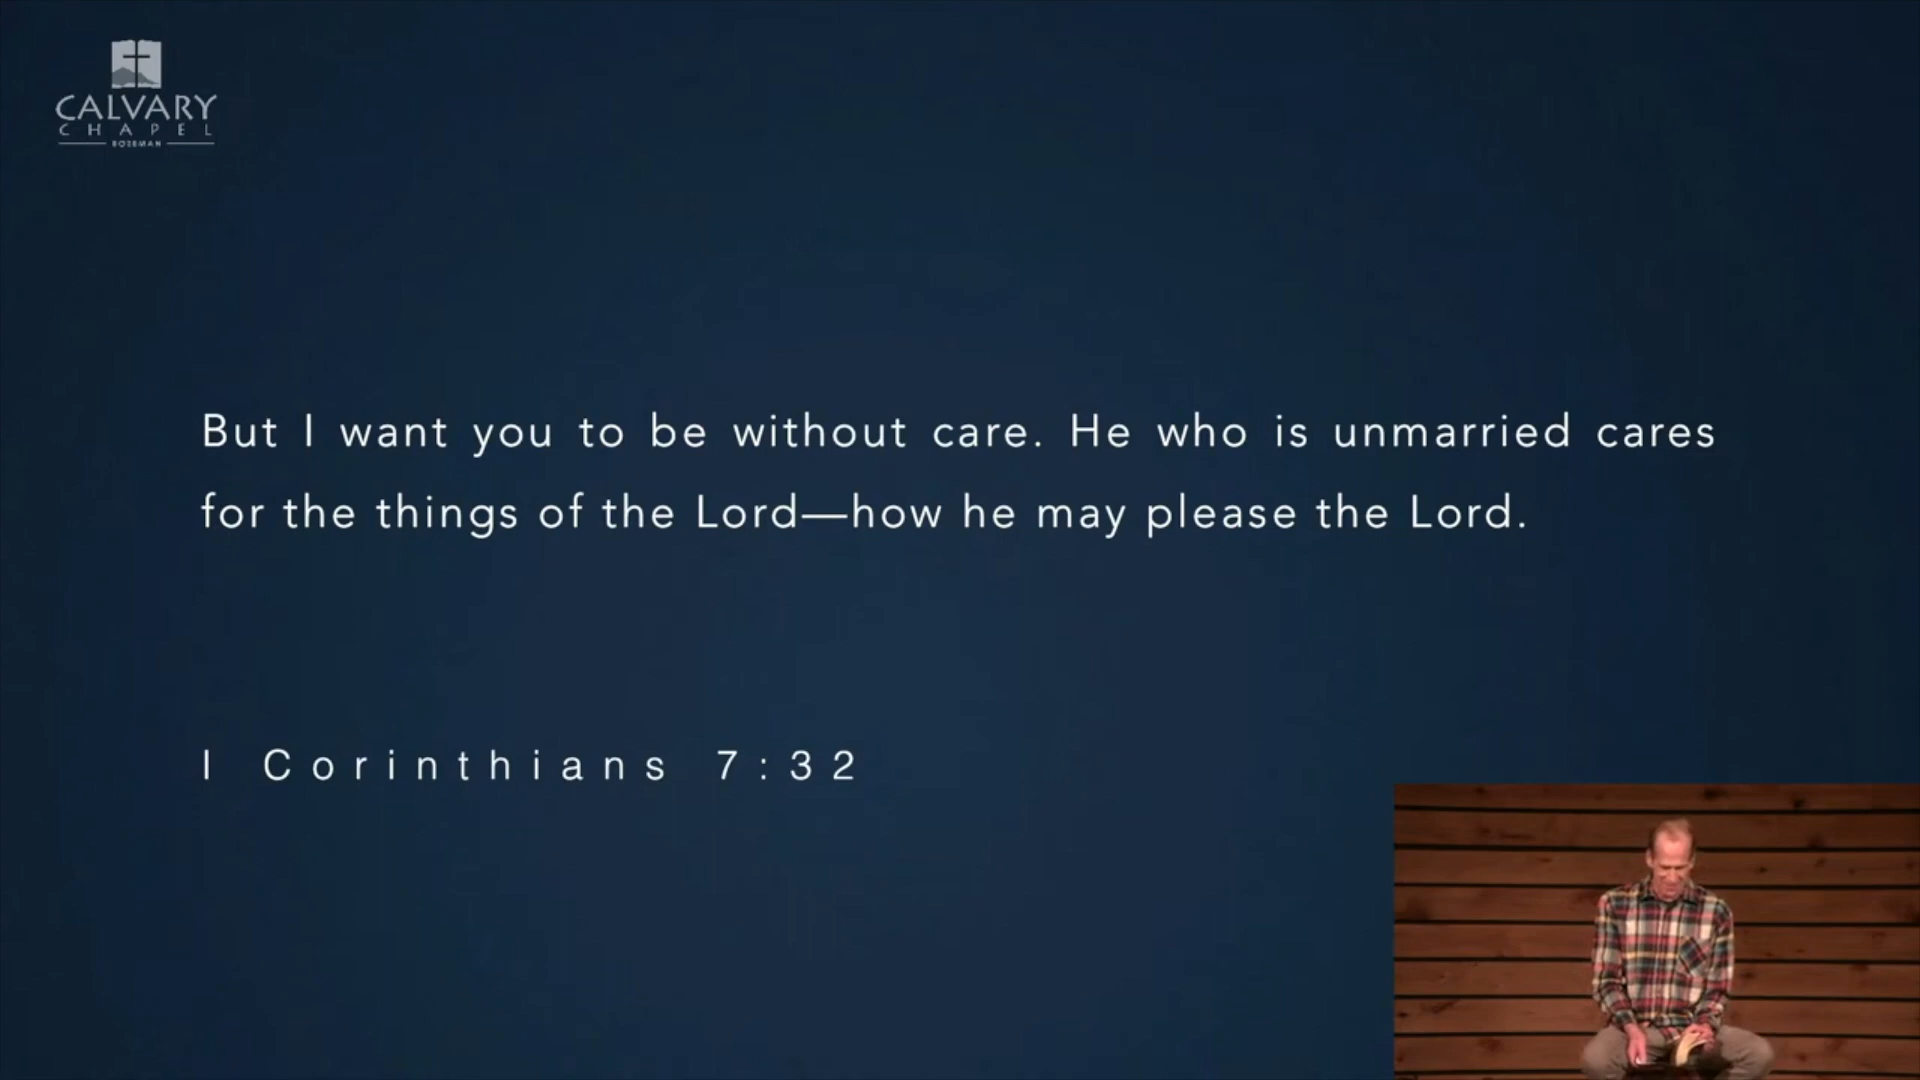 CALVARY
CHAPEL
BOZEMAN
But I want you to be without care. He who is unmarried cares
for the things of the Lord—how he may please the Lord.
I Corinthians 7:32